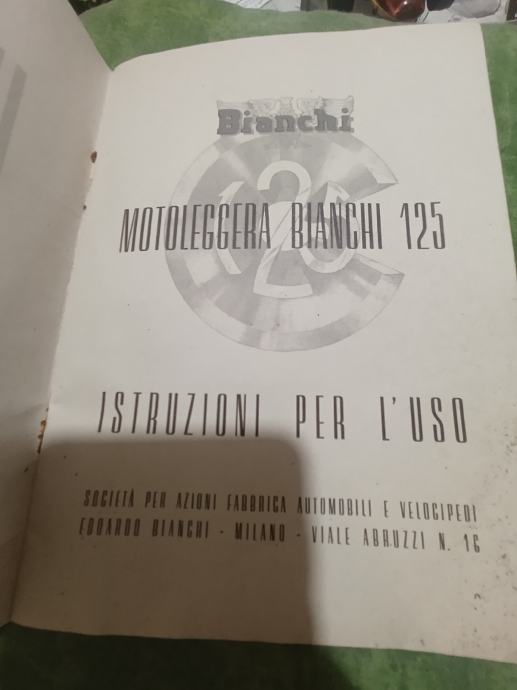 Bianchi
125
MOTOLEGGERA BIANCHI 125
ISTRUZIONI PER L'USO
SOCIETÀ PER AZIONI FABBRICA AUTOMOBILI E VELOCIPEDI
EDOARDO BIANCHI - MILANO - VIALE ABRUZZI N. 16